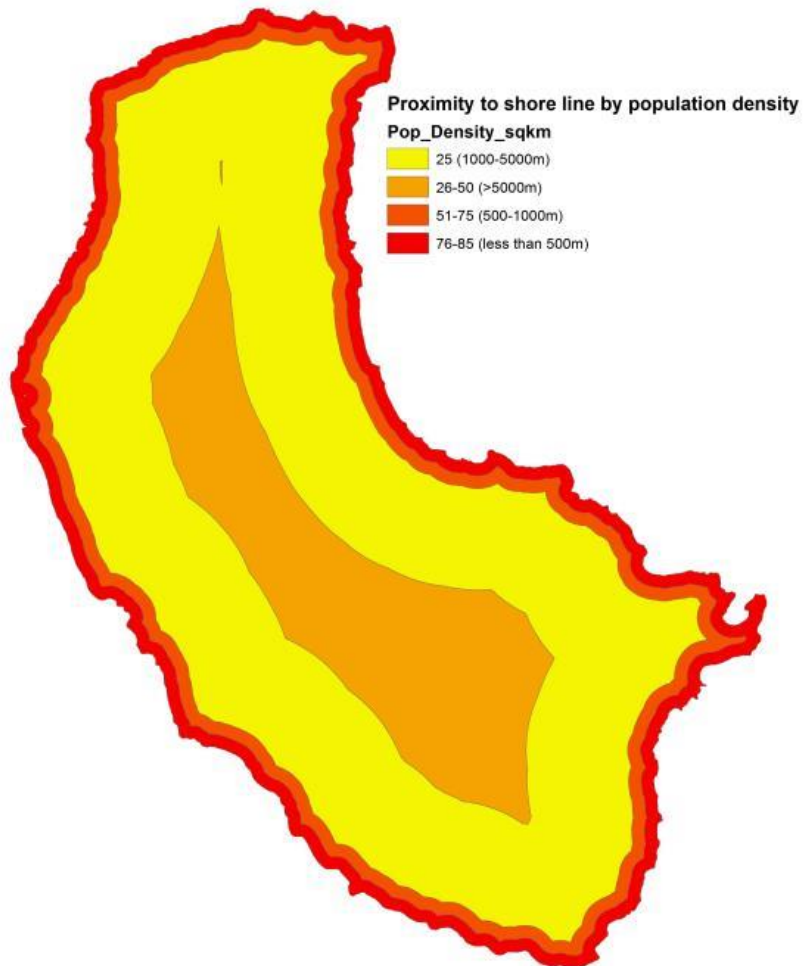 Proximity to shore line by population density
Pop_Density_sqkm
25 (1000-5000m)
26-50 (>5000m)
51-75 (500-1000m)
76-85 (less than 500m)